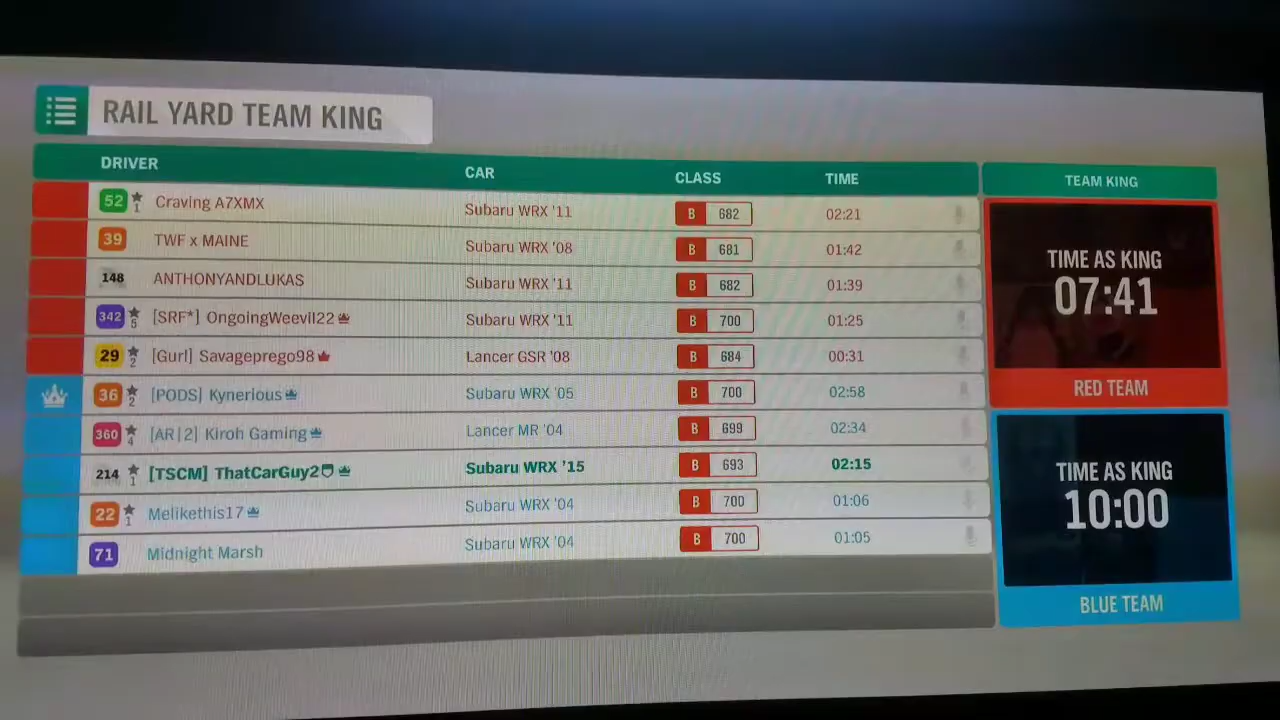 RAIL YARD TEAM KING
DRIVER CAR CLASS TIME
52 1 Craving A7XMX Subaru WRX '11 B 682 02:21
39 TWF x MAINE Subaru WRX '08 B 681 01:42
148 ANTHONYANDLUKAS Subaru WRX '11 B 682 01:39
342 5 [SRF*] OngoingWeevil22 Subaru WRX '11 B 700 01:25
29 2 [Gurl] Savageprego98 Lancer GSR '08 B 684 00:31
36 2 [PODS] Kynerious Subaru WRX '05 B 700 02:58
360 4 [AR|2] Kiroh Gaming Lancer MR '04 B 699 02:34
214 1 [TSCM] ThatCarGuy2 Subaru WRX '15 B 693 02:15
22 1 Melikethis17 Subaru WRX '04 B 700 01:06
71 Midnight Marsh Subaru WRX '04 B 700 01:05
TEAM KING
TIME AS KING
07:41
RED TEAM
TIME AS KING
10:00
BLUE TEAM